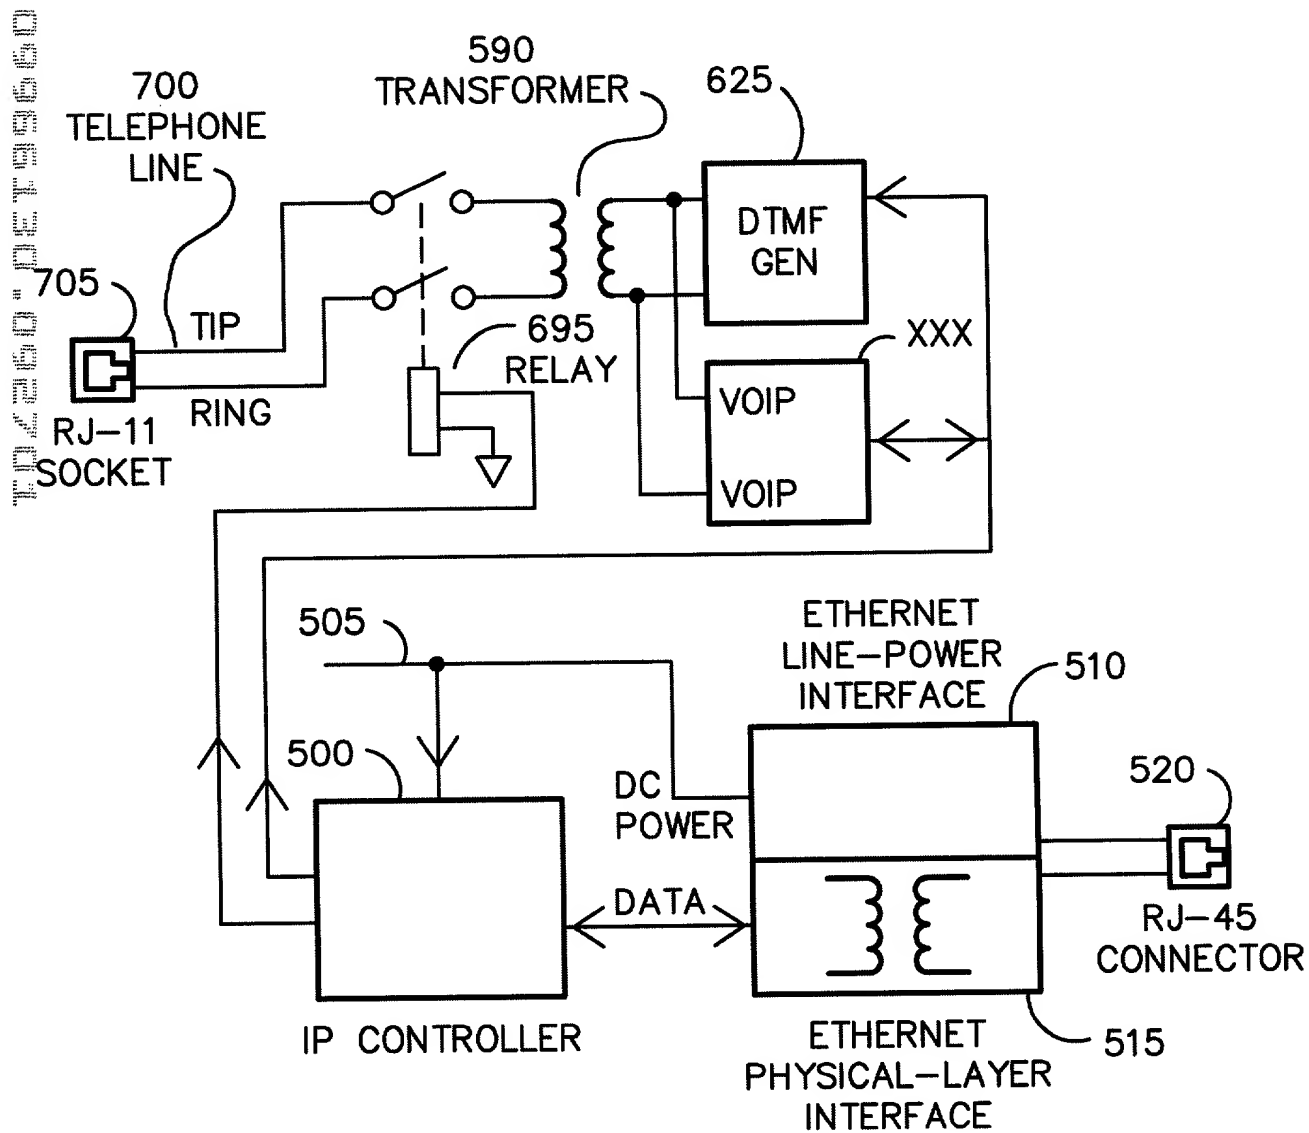 590
TRANSFORMER
700
TELEPHONE
LINE
625
DTMF
GEN
705
TIP
RING
RJ-11
SOCKET
695
RELAY
XXX
VOIP
VOIP
505
ETHERNET
LINE-POWER
INTERFACE
510
500
DC
POWER
520
DATA
RJ-45
CONNECTOR
IP CONTROLLER
ETHERNET
PHYSICAL-LAYER
INTERFACE
515